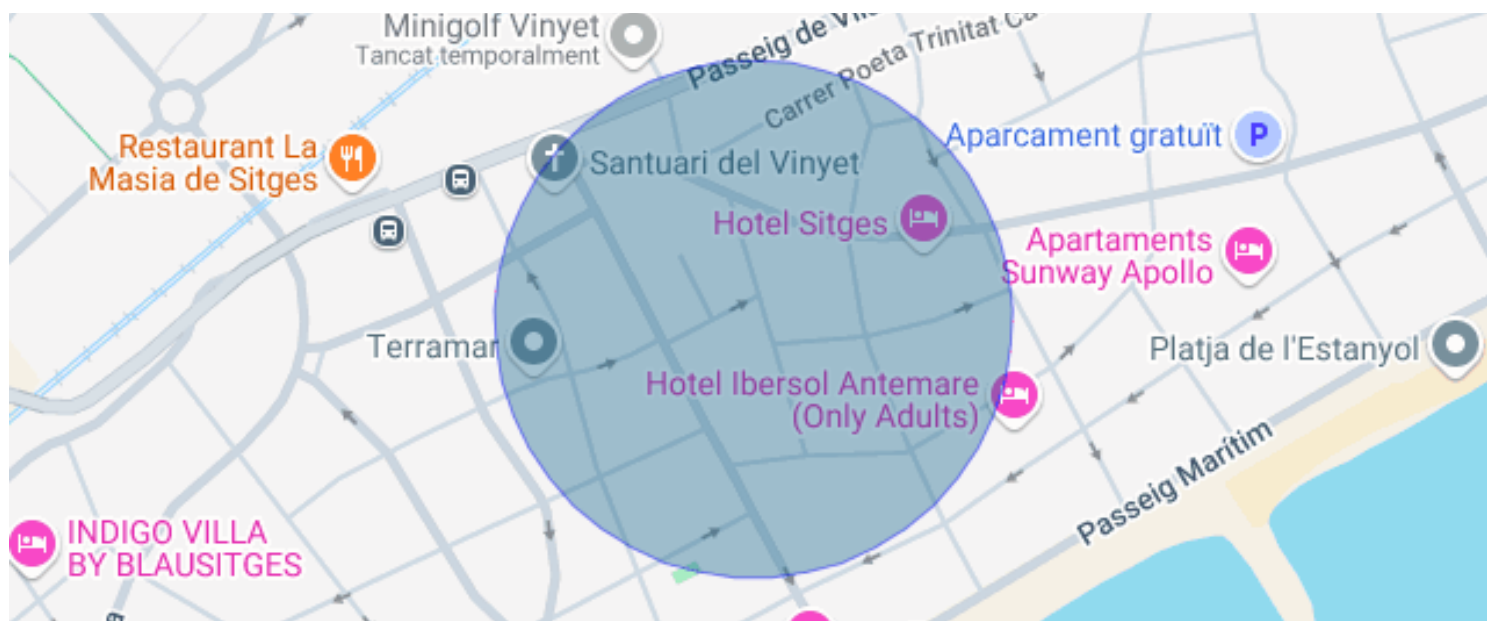 Minigolf Vinyet
Tancat temporalment
Passeig de
Carrer Poeta Trinitat
Restaurant La
Masia de Sitges
Santuari del Vinyet
Aparcament gratuït P
Hotel Sitges
Apartaments
Sunway Apollo
Terramar
Platja de l'Estanyol
Hotel Ibersol Antemare
(Only Adults)
Passeig Marítim
INDIGO VILLA
BY BLAUSITGES